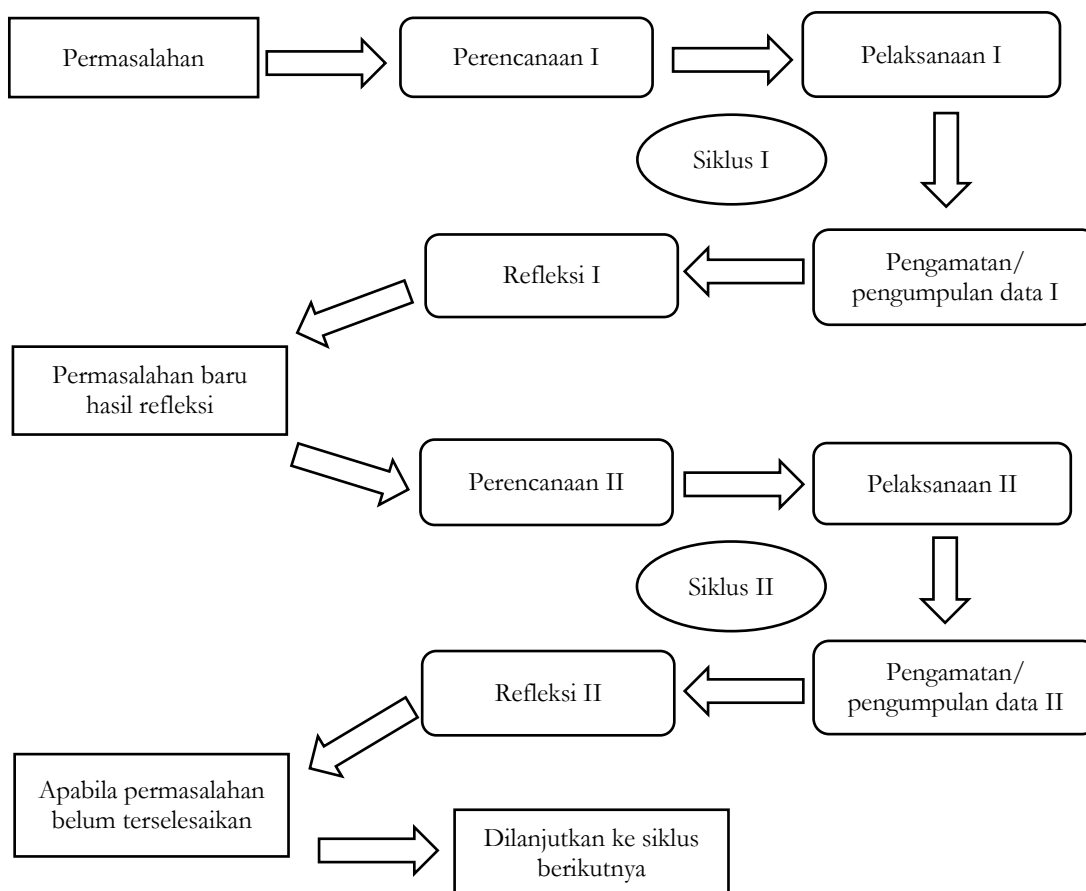 Permasalahan
Perencanaan I
Pelaksanaan I
Siklus I
Refleksi I
Pengamatan/
pengumpulan data I
Permasalahan baru
hasil refleksi
Perencanaan II
Pelaksanaan II
Siklus II
Refleksi II
Pengamatan/
pengumpulan data II
Apabila permasalahan
belum terselesaikan
Dilanjutkan ke siklus
berikutnya